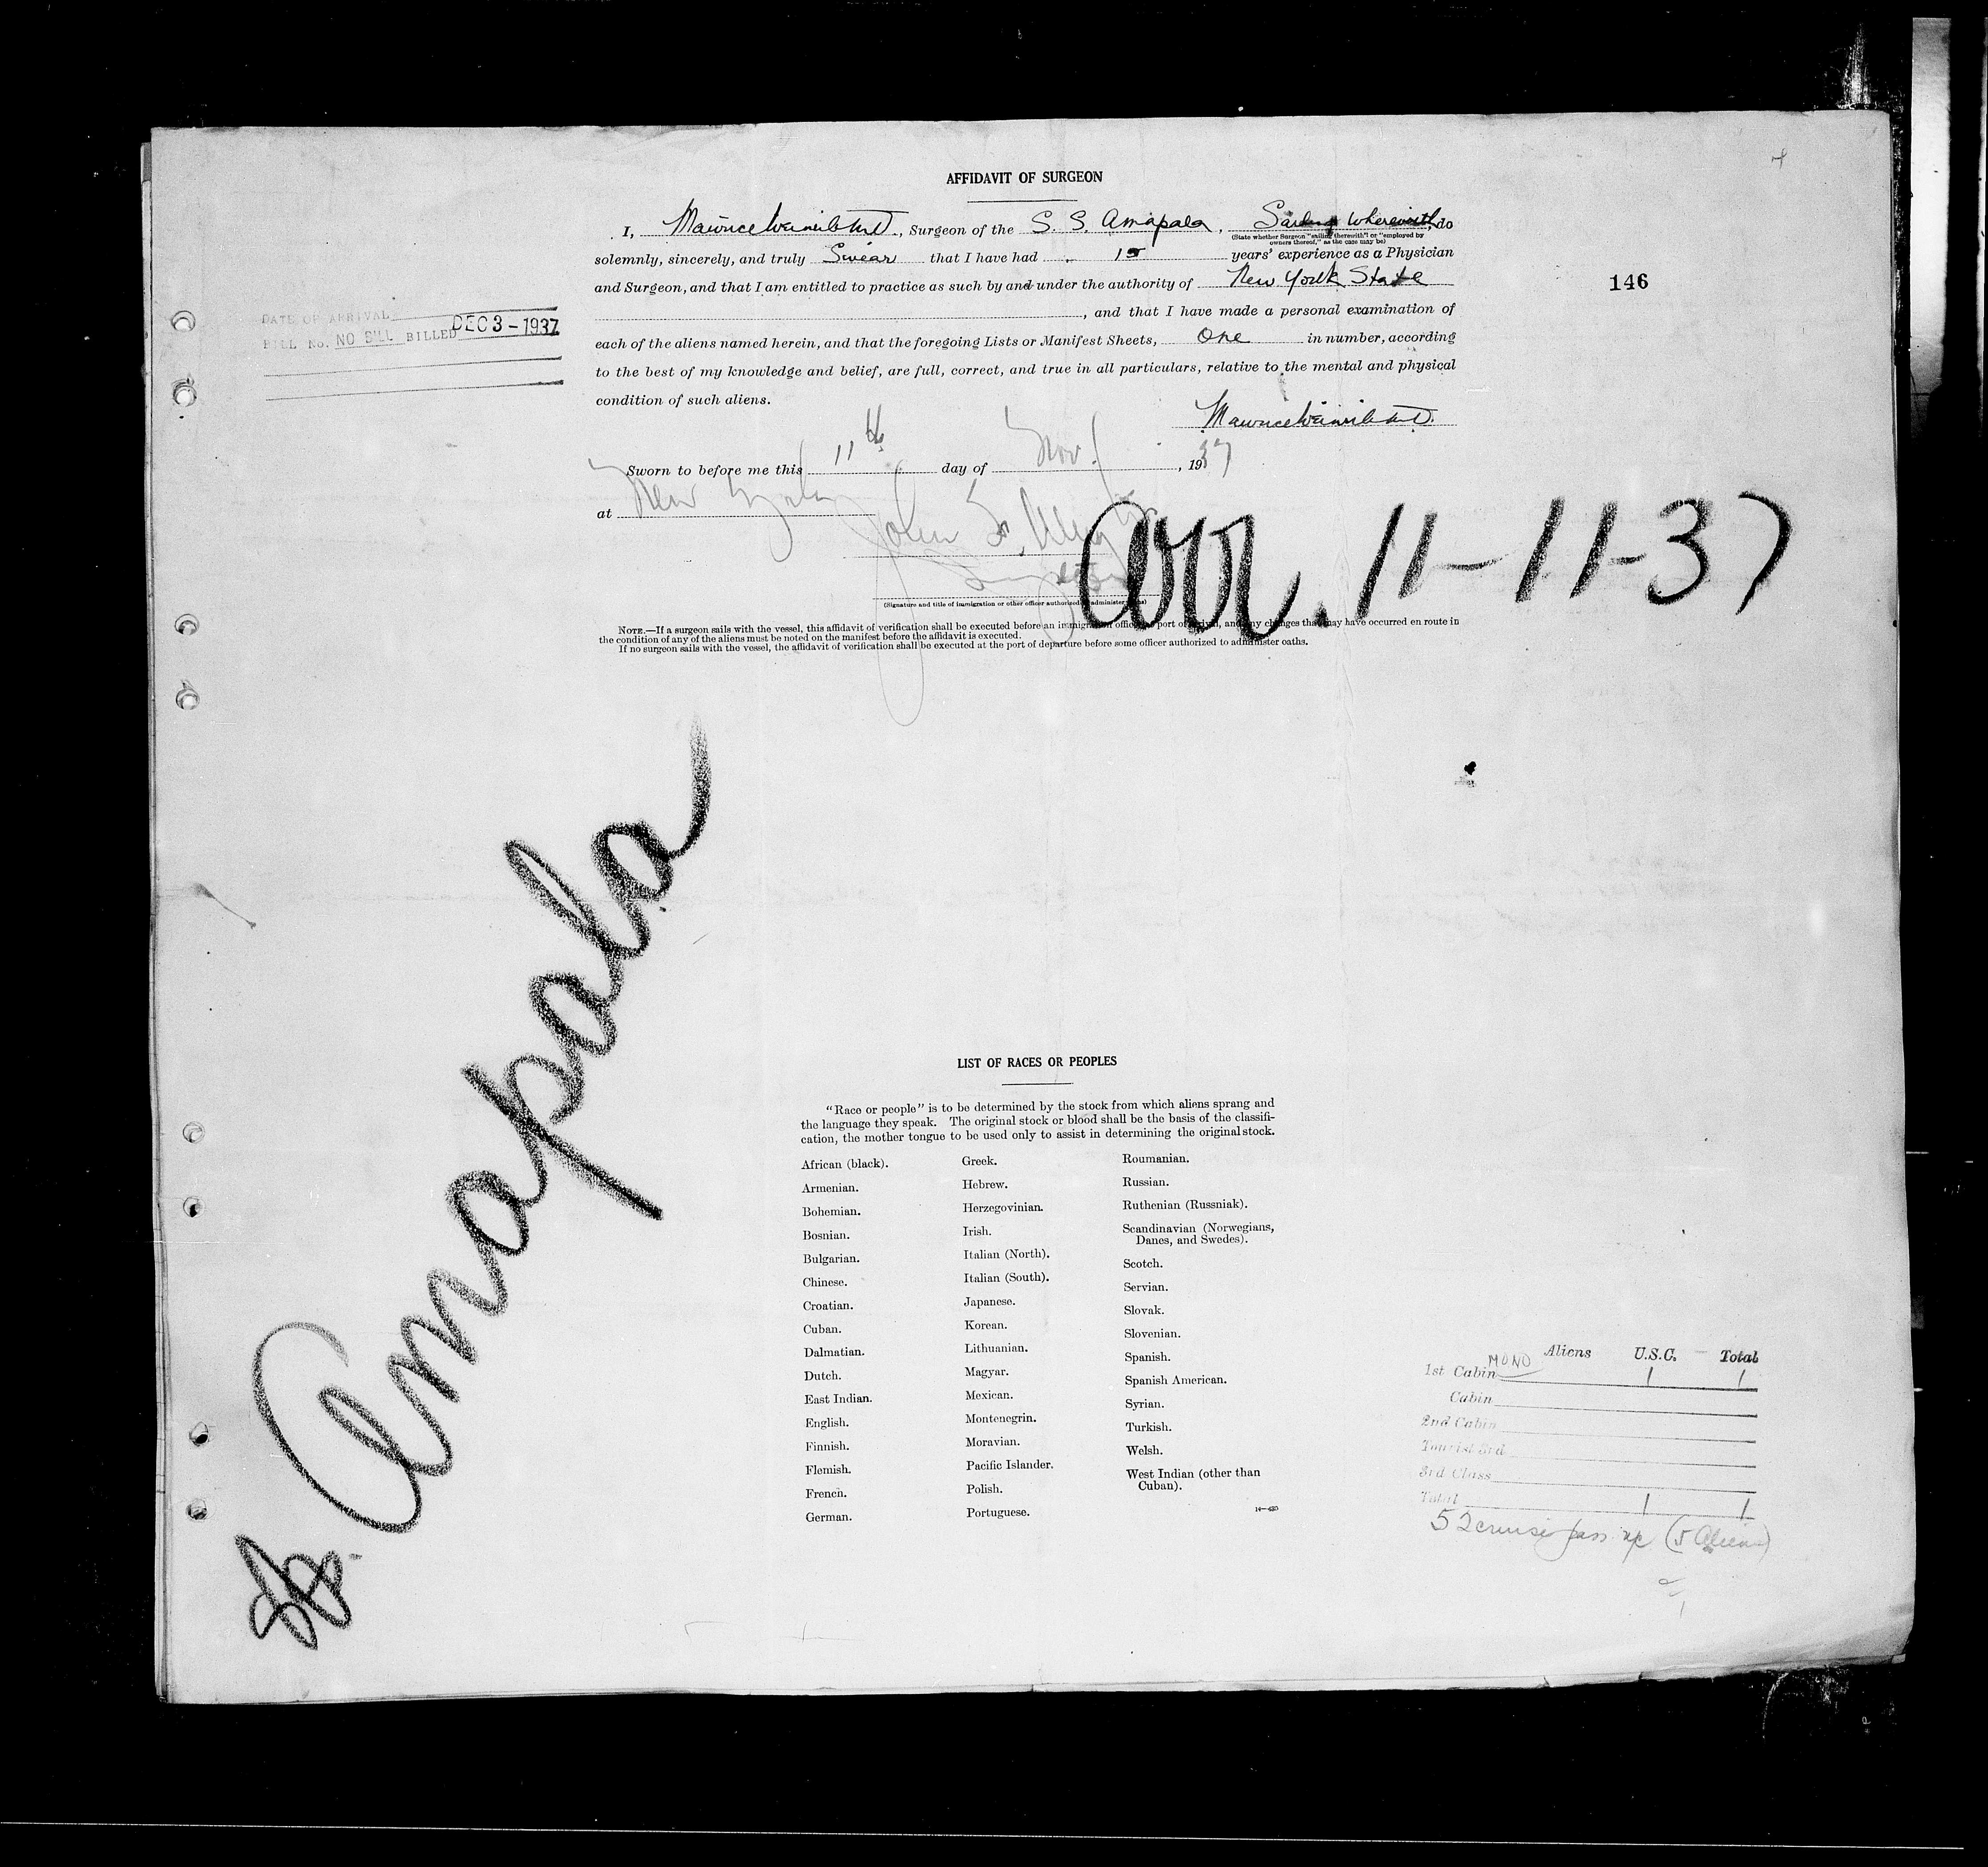 AFFIDAVIT OF SURGEON
I, Maurice M.D., Surgeon of the S. S. Amapala, Sailing wherewith, do
(State whether Surgeon "sailing therewith" or "employed by
owners thereof," as the case may be)
solemnly, sincerely, and truly Swear that I have had 15 years' experience as a Physician
and Surgeon, and that I am entitled to practice as such by and under the authority of New York State
146
, and that I have made a personal examination of
DATE OF ARRIVAL
BILL No. NO BILL BILLED DEC 3 - 1937
each of the aliens named herein, and that the foregoing Lists or Manifest Sheets, One in number, according
to the best of my knowledge and belief, are full, correct, and true in all particulars, relative to the mental and physical
condition of such aliens.
Maurice M.D.
Sworn to before me this 11th day of Nov., 1937
at New York
John
Arr. 11-11-37
(Signature and title of immigration or other officer authorized to administer oaths)
NOTE.—If a surgeon sails with the vessel, this affidavit of verification shall be executed before an immigration officer at port of arrival, and any changes that may have occurred en route in
the condition of any of the aliens must be noted on the manifest before the affidavit is executed.
If no surgeon sails with the vessel, the affidavit of verification shall be executed at the port of departure before some officer authorized to administer oaths.
SS. Amapala
LIST OF RACES OR PEOPLES
"Race or people" is to be determined by the stock from which aliens sprang and
the language they speak. The original stock or blood shall be the basis of the classifi-
cation, the mother tongue to be used only to assist in determining the original stock.
African (black).
Armenian.
Bohemian.
Bosnian.
Bulgarian.
Chinese.
Croatian.
Cuban.
Dalmatian.
Dutch.
East Indian.
English.
Finnish.
Flemish.
French.
German.
Greek.
Hebrew.
Herzegovinian.
Irish.
Italian (North).
Italian (South).
Japanese.
Korean.
Lithuanian.
Magyar.
Mexican.
Montenegrin.
Moravian.
Pacific Islander.
Polish.
Portuguese.
Roumanian.
Russian.
Ruthenian (Russniak).
Scandinavian (Norwegians,
Danes, and Swedes).
Scotch.
Servian.
Slovak.
Slovenian.
Spanish.
Spanish American.
Syrian.
Turkish.
Welsh.
West Indian (other than
Cuban).
Aliens U.S.C. Total
1st Cabin MONO 1 1
Cabin
2nd Cabin
Tourist 3rd
3rd Class
Total 1 1
52 cruise pass. (5 Aliens)